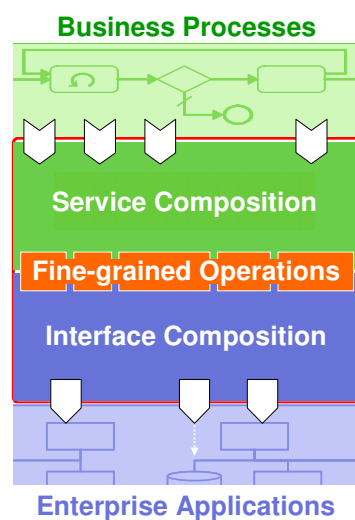 Business Processes
Service Composition
Fine-grained Operations
Interface Composition
Enterprise Applications